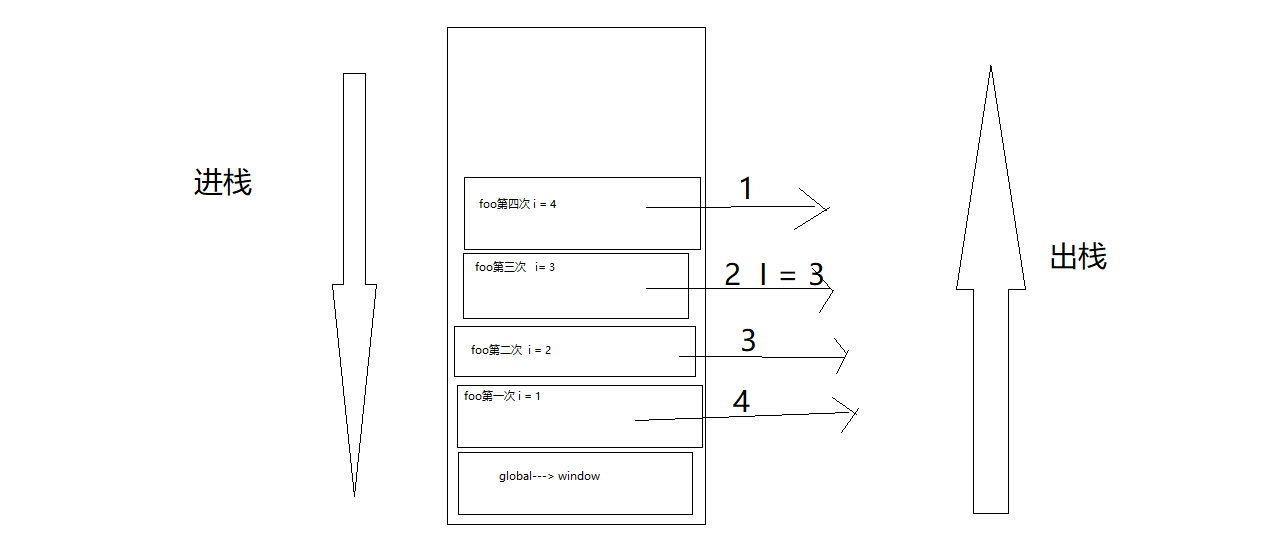 进栈
foo第四次 i = 4
1
foo第三次 i= 3
2 I = 3
出栈
foo第二次 i = 2
3
foo第一次 i = 1
4
global---> window